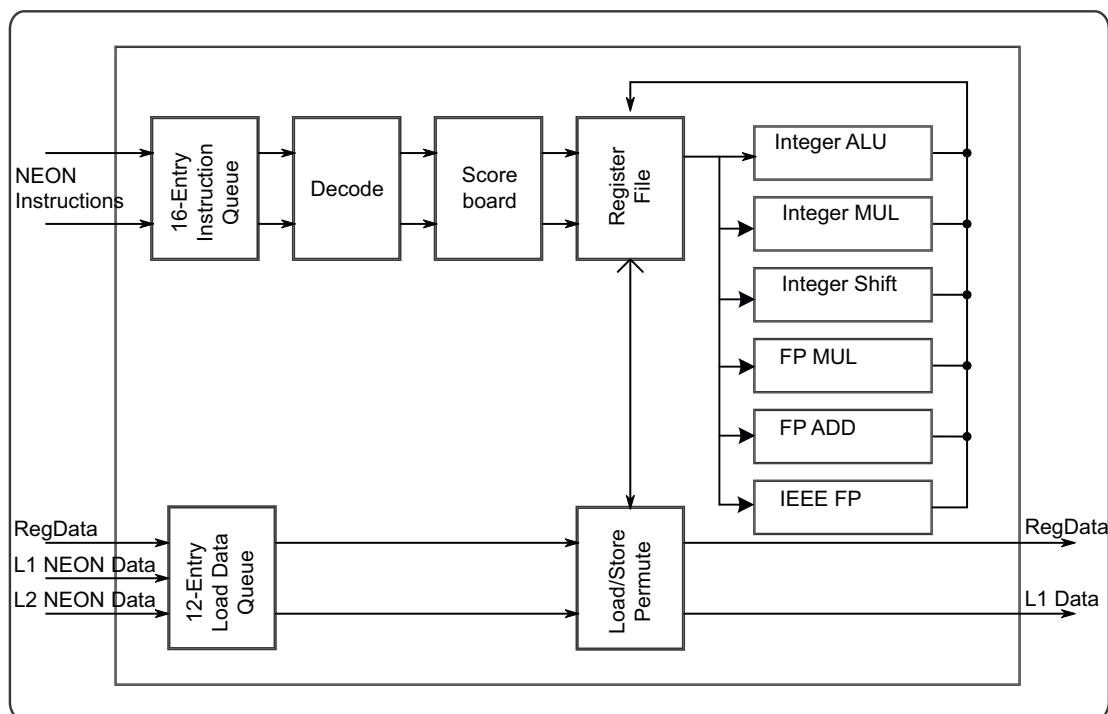 NEON
Instructions
16-Entry
Instruction
Queue
Decode
Score
board
Register
File
Integer ALU
Integer MUL
Integer Shift
FP MUL
FP ADD
IEEE FP
RegData
L1 NEON Data
L2 NEON Data
12-Entry
Load Data
Queue
Load/Store
Permute
RegData
L1 Data